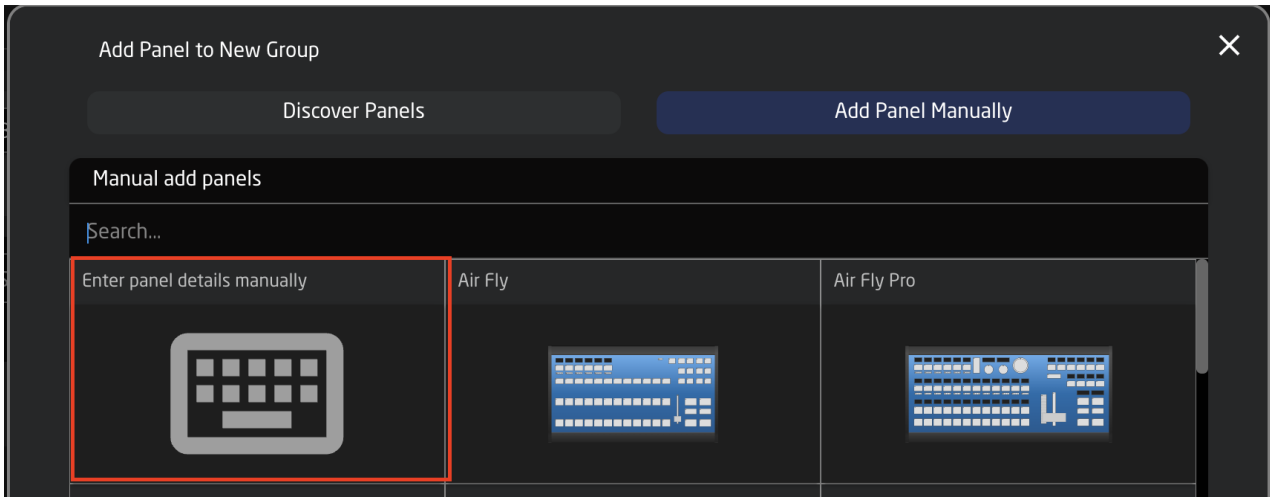 Add Panel to New Group
Discover Panels
Add Panel Manually
Manual add panels
Search...
Enter panel details manually
Air Fly
Air Fly Pro